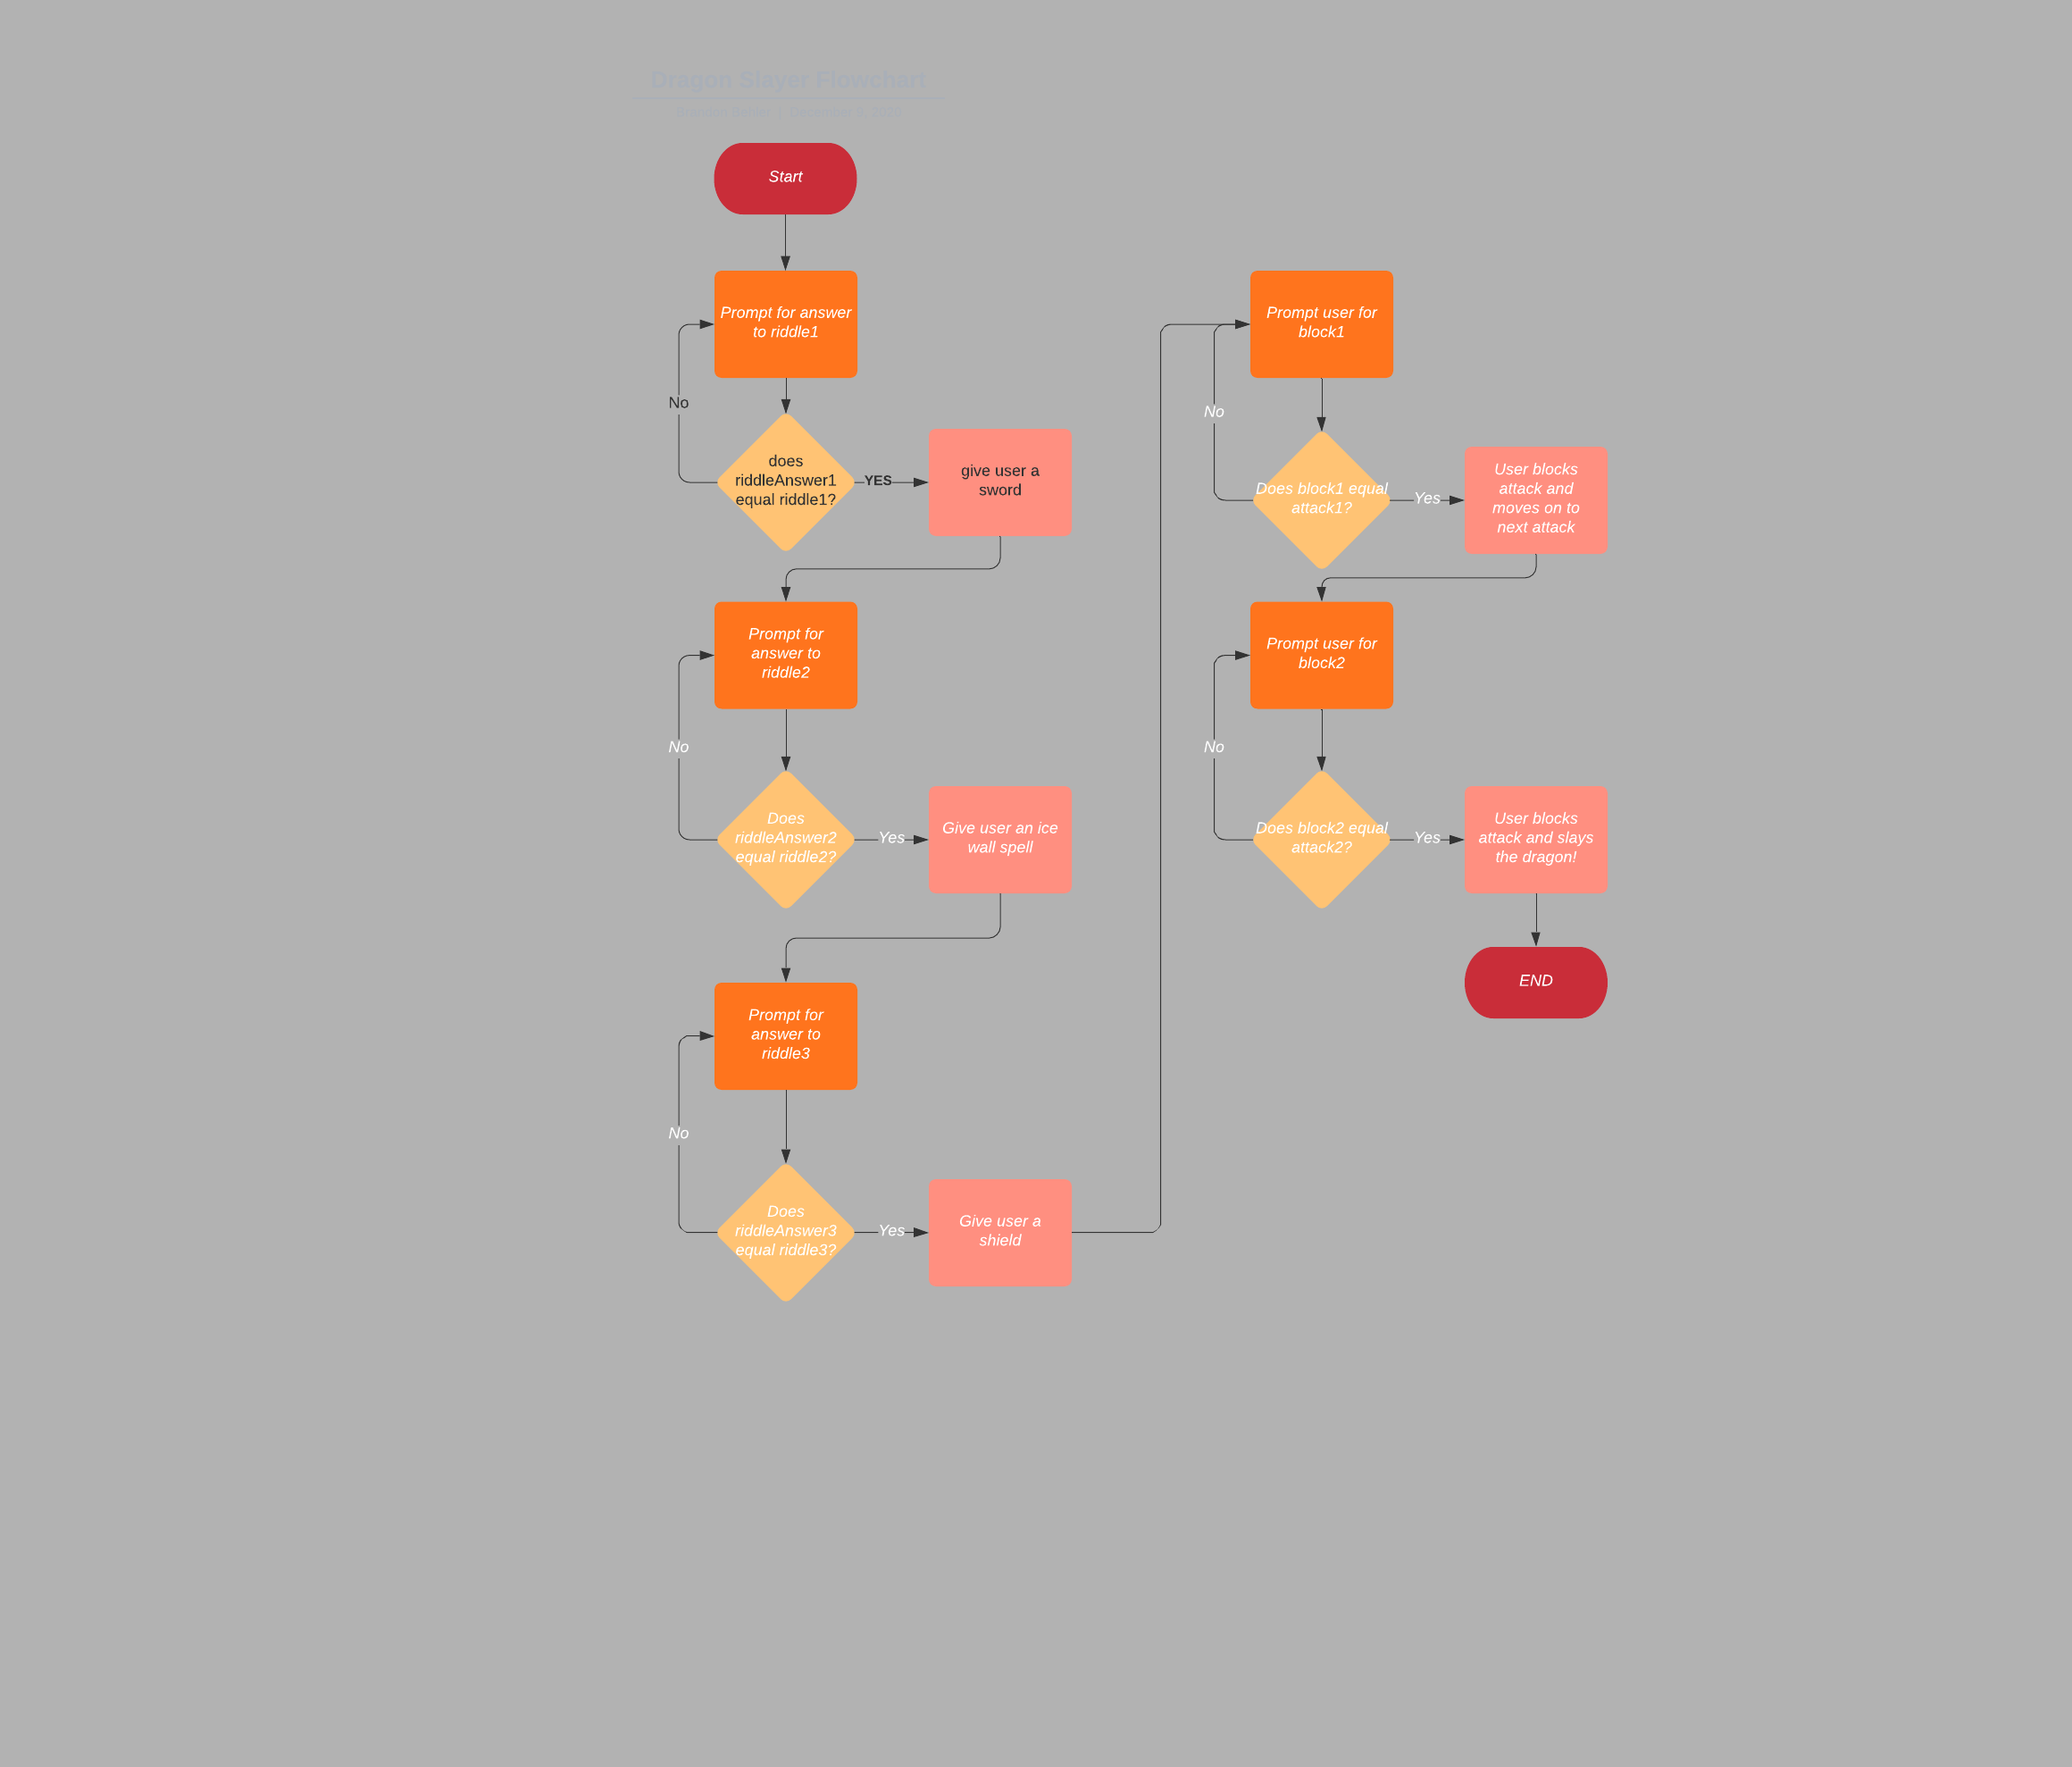 Dragon Slayer Flowchart
Start
Prompt for answer
to riddle1
No
does
riddleAnswer1
equal riddle1?
YES
give user a
sword
Prompt for
answer to
riddle2
No
Does
riddleAnswer2
equal riddle2?
Yes
Give user an ice
wall spell
Prompt for
answer to
riddle3
No
Does
riddleAnswer3
equal riddle3?
Yes
Give user a
shield
Prompt user for
block1
No
Does block1 equal
attack1?
Yes
User blocks
attack and
moves on to
next attack
Prompt user for
block2
No
Does block2 equal
attack2?
Yes
User blocks
attack and slays
the dragon!
END